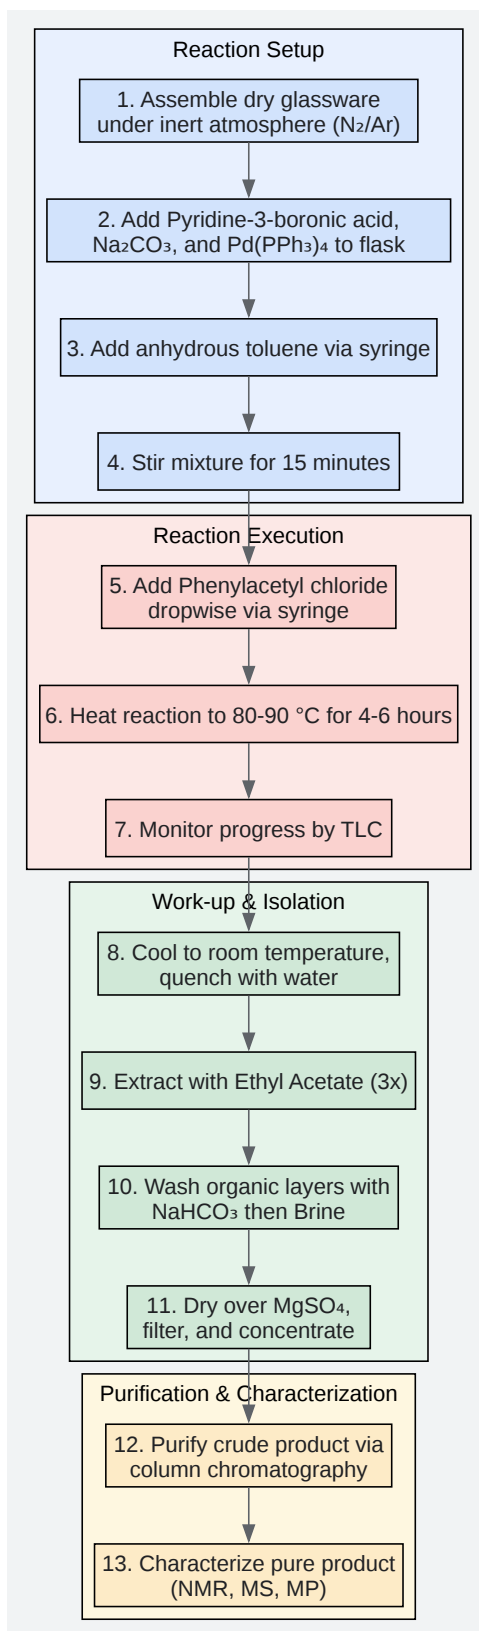 Reaction Setup
1. Assemble dry glassware
under inert atmosphere (N₂/Ar)
2. Add Pyridine-3-boronic acid,
Na₂CO₃, and Pd(PPh₃)₄ to flask
3. Add anhydrous toluene via syringe
4. Stir mixture for 15 minutes
Reaction Execution
5. Add Phenylacetyl chloride
dropwise via syringe
6. Heat reaction to 80-90 °C for 4-6 hours
7. Monitor progress by TLC
Work-up & Isolation
8. Cool to room temperature,
quench with water
9. Extract with Ethyl Acetate (3x)
10. Wash organic layers with
NaHCO₃ then Brine
11. Dry over MgSO₄,
filter, and concentrate
Purification & Characterization
12. Purify crude product via
column chromatography
13. Characterize pure product
(NMR, MS, MP)